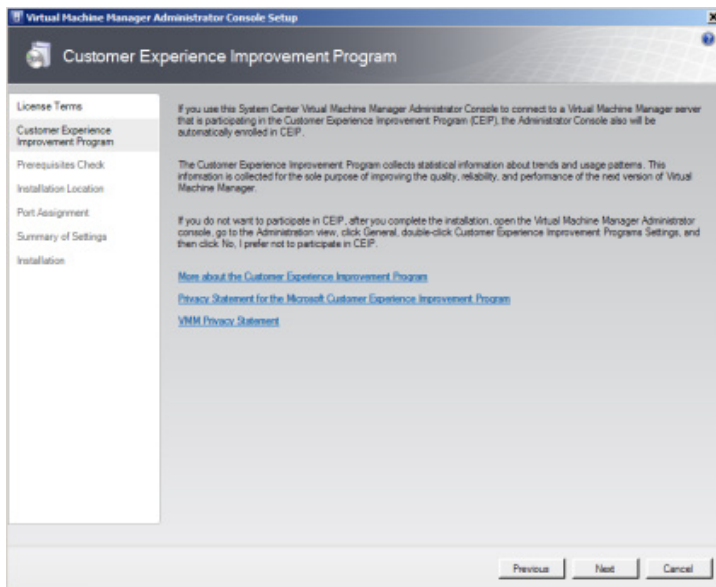 Virtual Machine Manager Administrator Console Setup
Customer Experience Improvement Program
License Terms
Customer Experience
Improvement Program
Prerequisites Check
Installation Location
Port Assignment
Summary of Settings
Installation
If you use this System Center Virtual Machine Manager Administrator Console to connect to a Virtual Machine Manager server
that is participating in the Customer Experience Improvement Program (CEIP), the Administrator Console also will be
automatically enrolled in CEIP.
The Customer Experience Improvement Program collects statistical information about trends and usage patterns. This
information is collected for the sole purpose of improving the quality, reliability, and performance of the next version of Virtual
Machine Manager.
If you do not want to participate in CEIP, after you complete the installation, open the Virtual Machine Manager Administrator
console, go to the Administration view, click General, double-click Customer Experience Improvement Programs Settings, and
then click No, I prefer not to participate in CEIP.
More about the Customer Experience Improvement Program
Privacy Statement for the Microsoft Customer Experience Improvement Program
VMM Privacy Statement
Previous
Next
Cancel